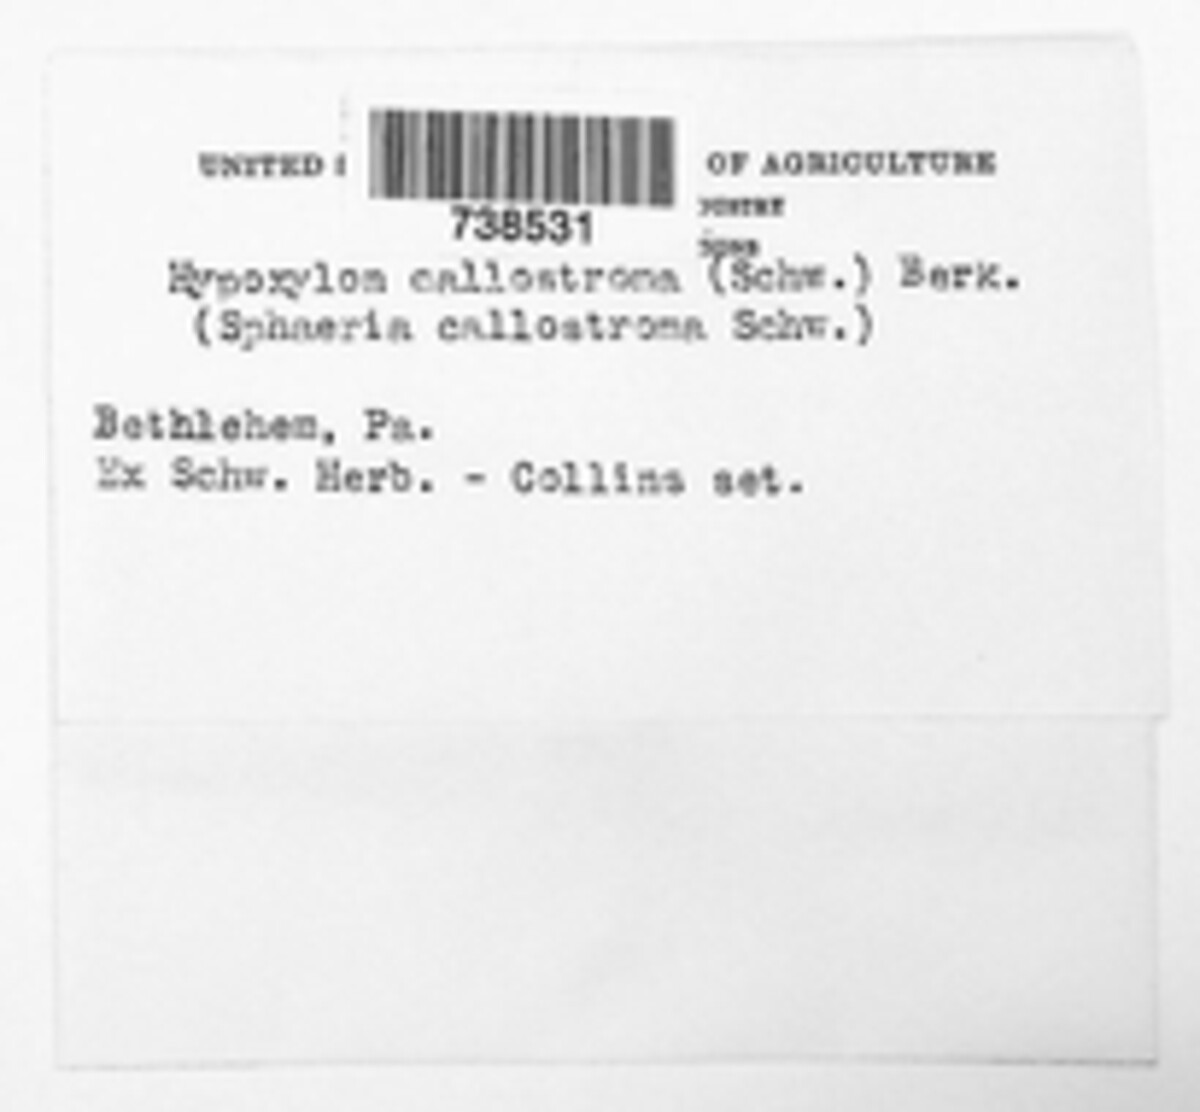 UNITED S OF AGRICULTURE
738531
Hypoxylon callostroma (Schw.) Berk.
(Sphaeria callostroma Schw.)
Bethlehem, Pa.
Ex Schw. Herb. - Collins set.